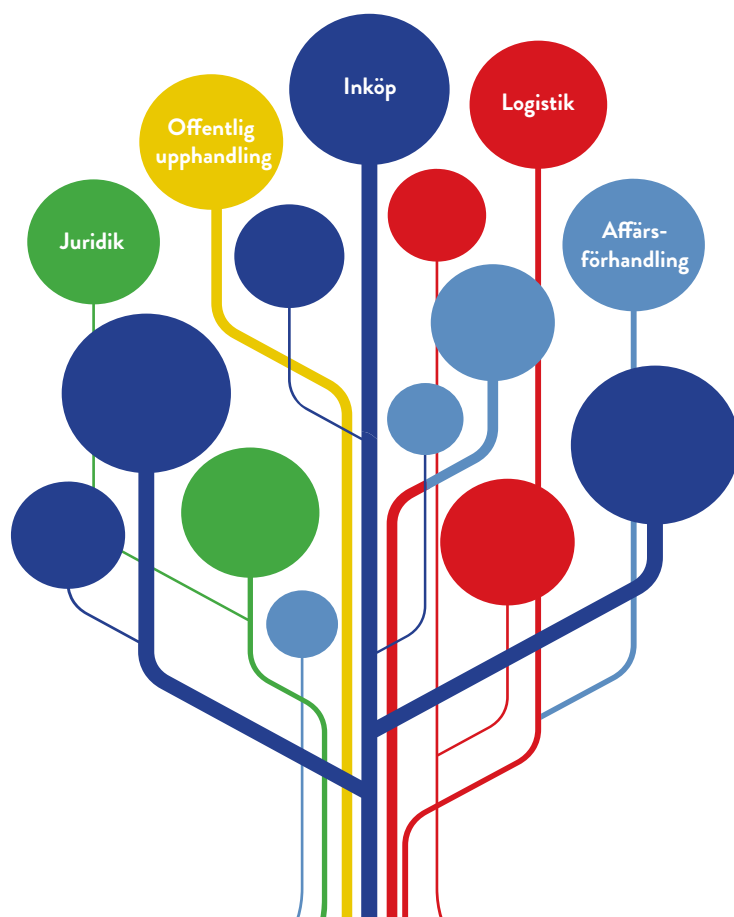 Inköp
Logistik
Offentlig
upphandling
Juridik
Affärs-
förhandling